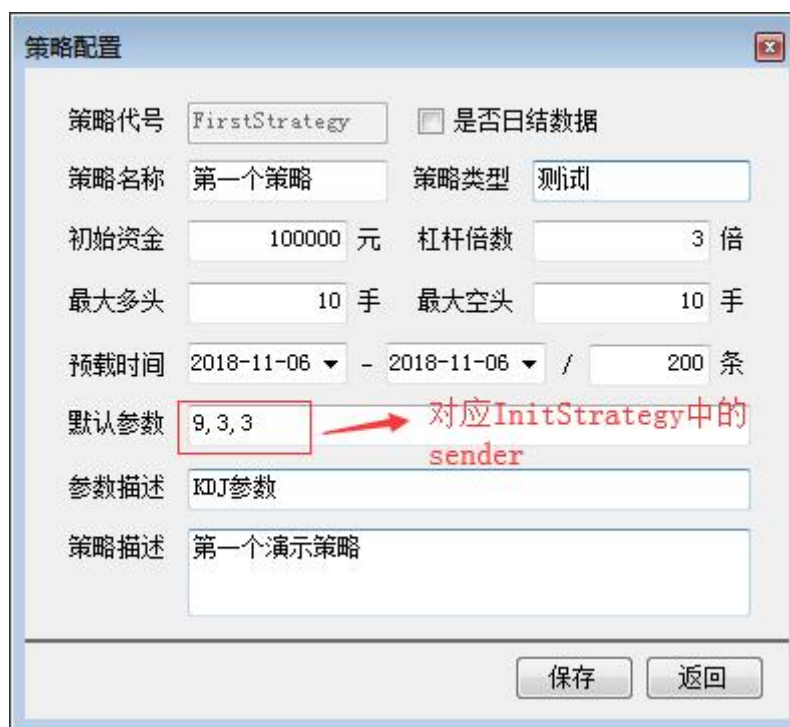 策略配置
策略代号 FirstStrategy 是否日结数据
策略名称 第一个策略 策略类型 测试
初始资金 100000 元 杠杆倍数 3 倍
最大多头 10 手 最大空头 10 手
预载时间 2018-11-06 - 2018-11-06 / 200 条
默认参数 9,3,3 对应InitStrategy中的
sender
参数描述 KDJ参数
策略描述 第一个演示策略
保存 返回